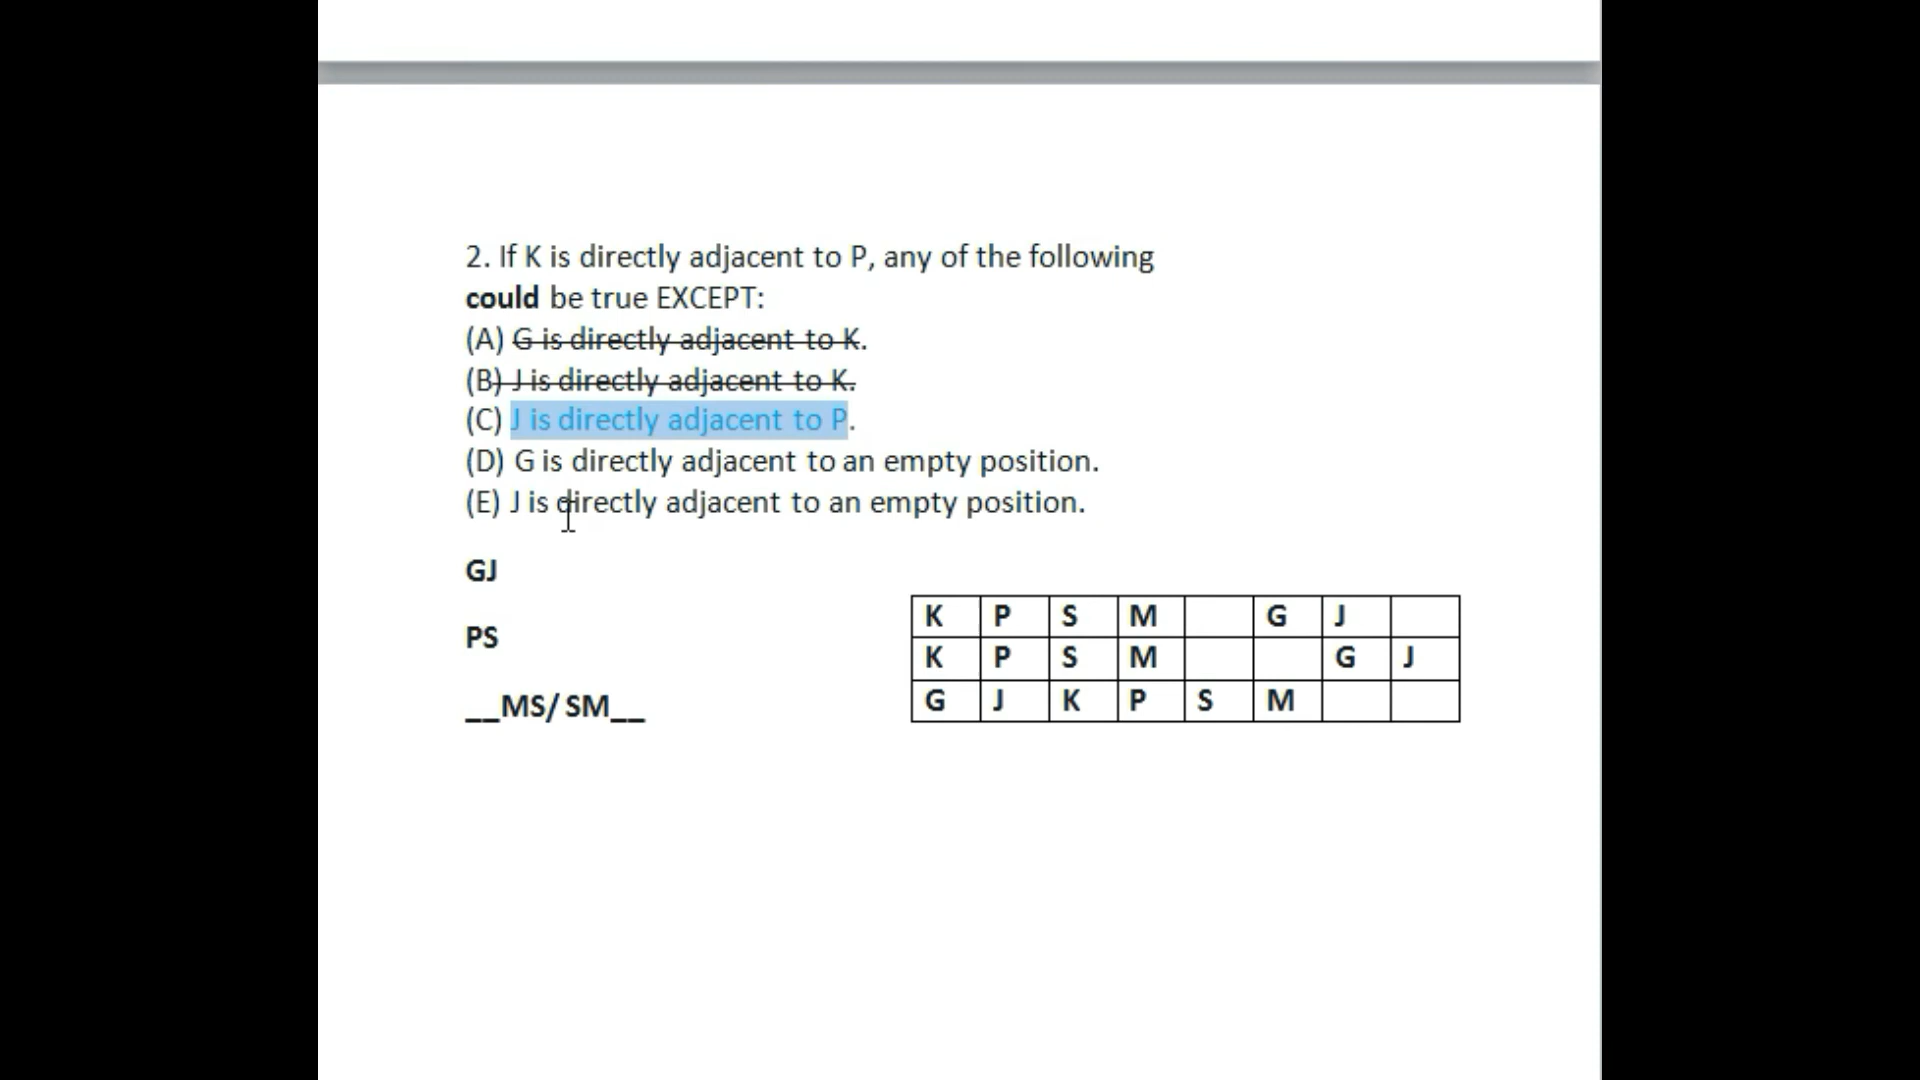 2. If K is directly adjacent to P, any of the following
could be true EXCEPT:
(A) G is directly adjacent to K.
(B) J is directly adjacent to K.
(C) J is directly adjacent to P.
(D) G is directly adjacent to an empty position.
(E) J is directly adjacent to an empty position.
GJ
PS
__MS/ SM__
K P S M G J
K P S M G J
G J K P S M